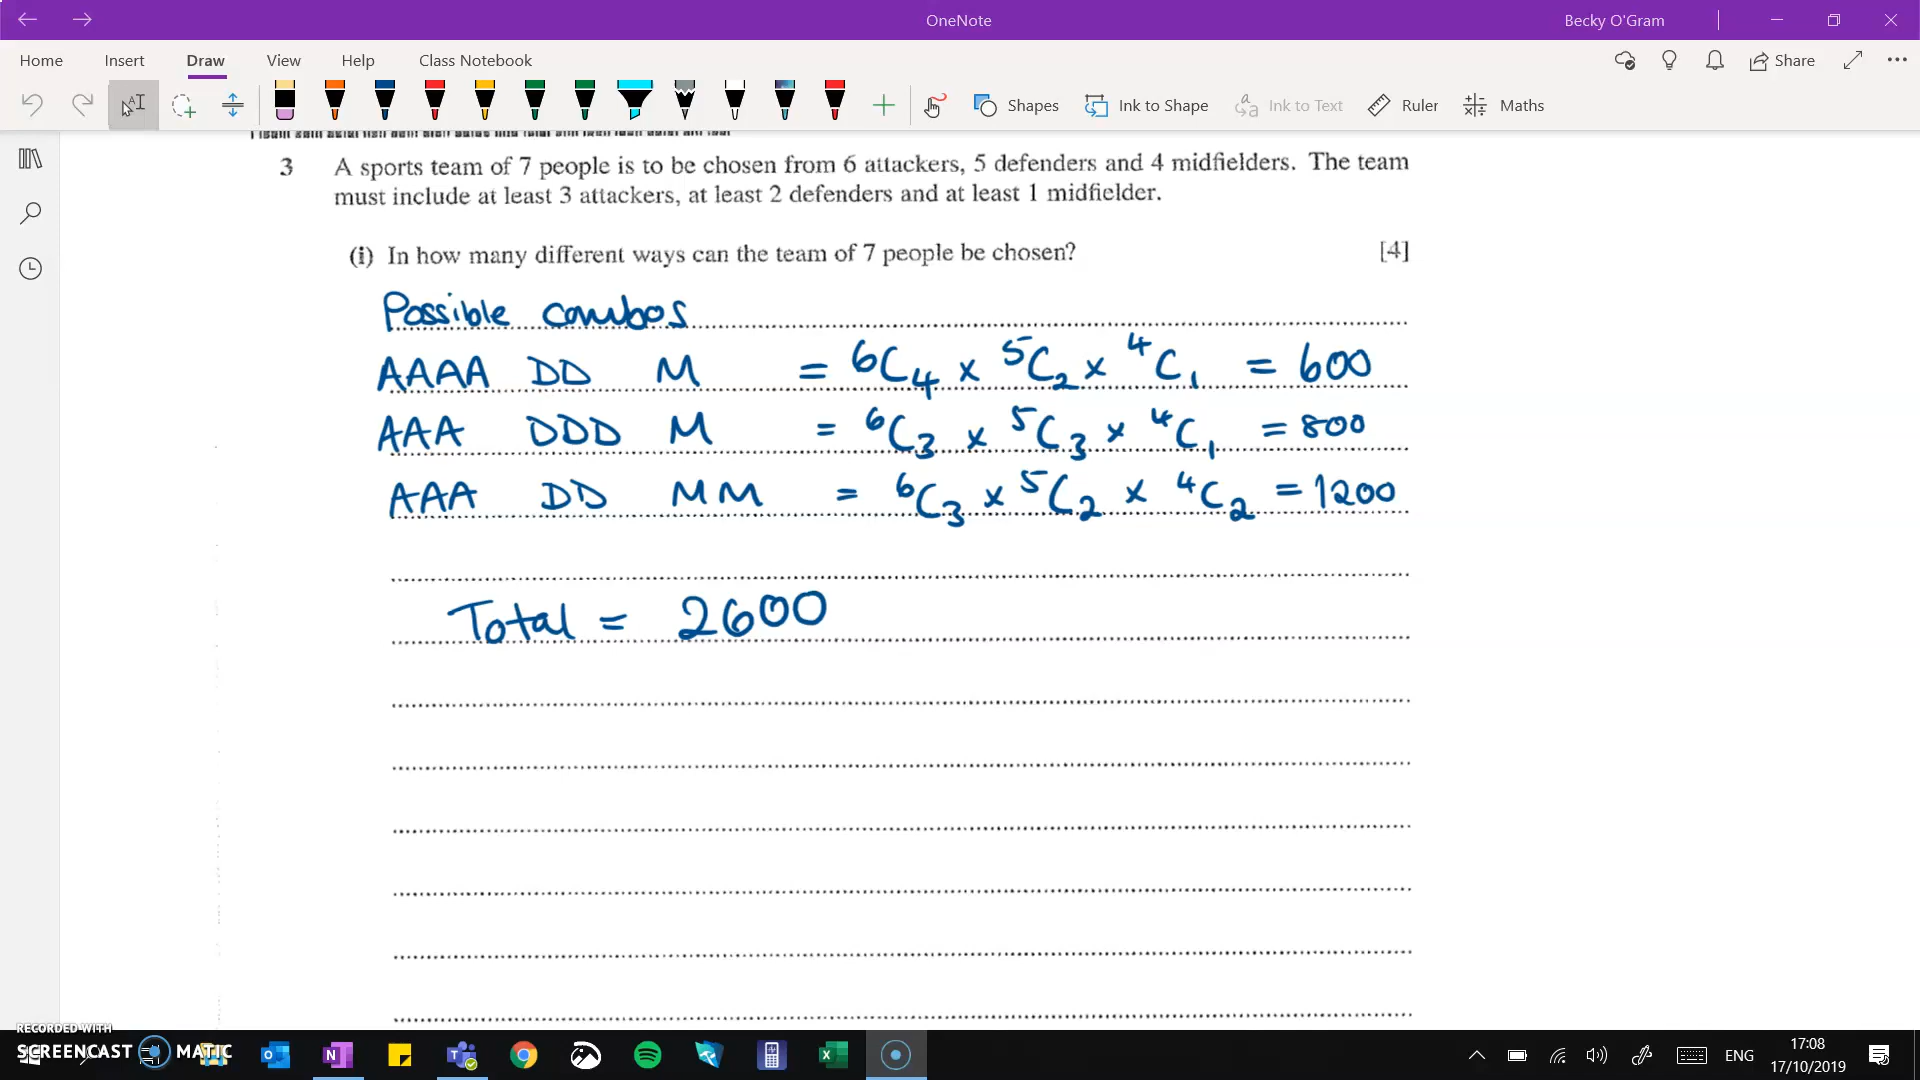 OneNote
Becky O'Gram
Home Insert Draw View Help Class Notebook
Share
Shapes Ink to Shape Ink to Text Ruler Maths
3 A sports team of 7 people is to be chosen from 6 attackers, 5 defenders and 4 midfielders. The team
must include at least 3 attackers, at least 2 defenders and at least 1 midfielder.
(i) In how many different ways can the team of 7 people be chosen? [4]
Possible combos
AAAA DD M = ⁶C₄ × ⁵C₂ × ⁴C₁ = 600
AAA DDD M = ⁶C₃ × ⁵C₃ × ⁴C₁ = 800
AAA DD MM = ⁶C₃ × ⁵C₂ × ⁴C₂ = 1200
Total = 2600
RECORDED WITH
SCREENCAST MATIC
ENG
17:08
17/10/2019